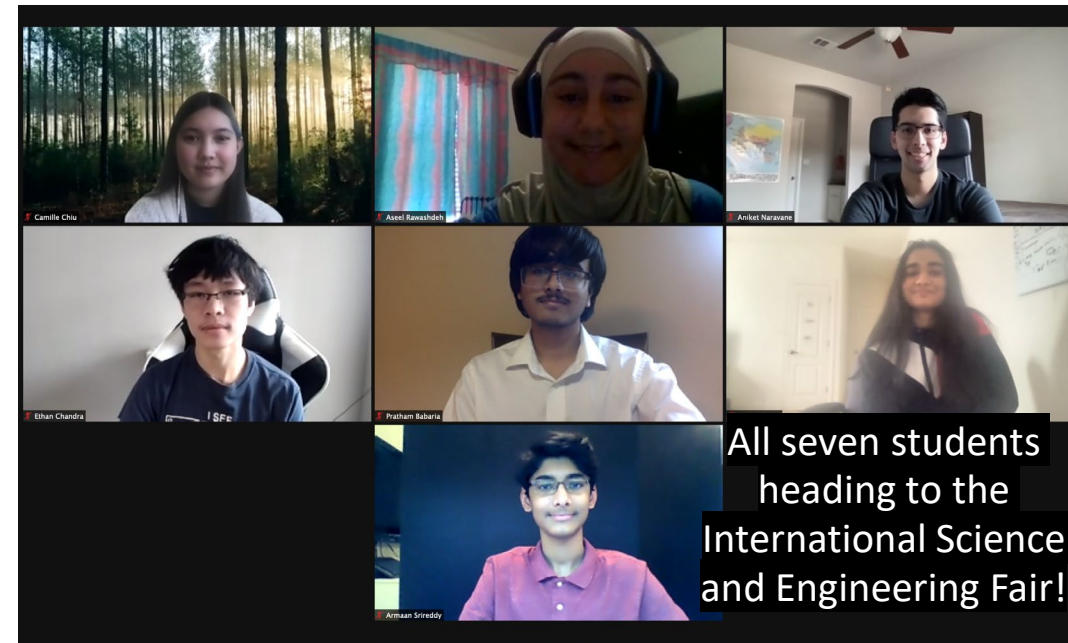 Camille Chiu
Aseel Rawashdeh
Aniket Naravane
Ethan Chandra
I SEE
Pratham Babaria
Armaan Srireddy
All seven students
heading to the
International Science
and Engineering Fair!